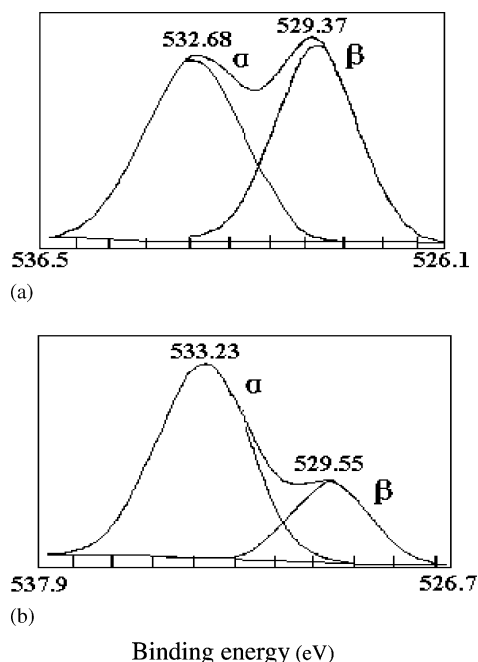 532.68 α 529.37 β
536.5 526.1
(a)
533.23 α
529.55 β
537.9 526.7
(b)
Binding energy (eV)